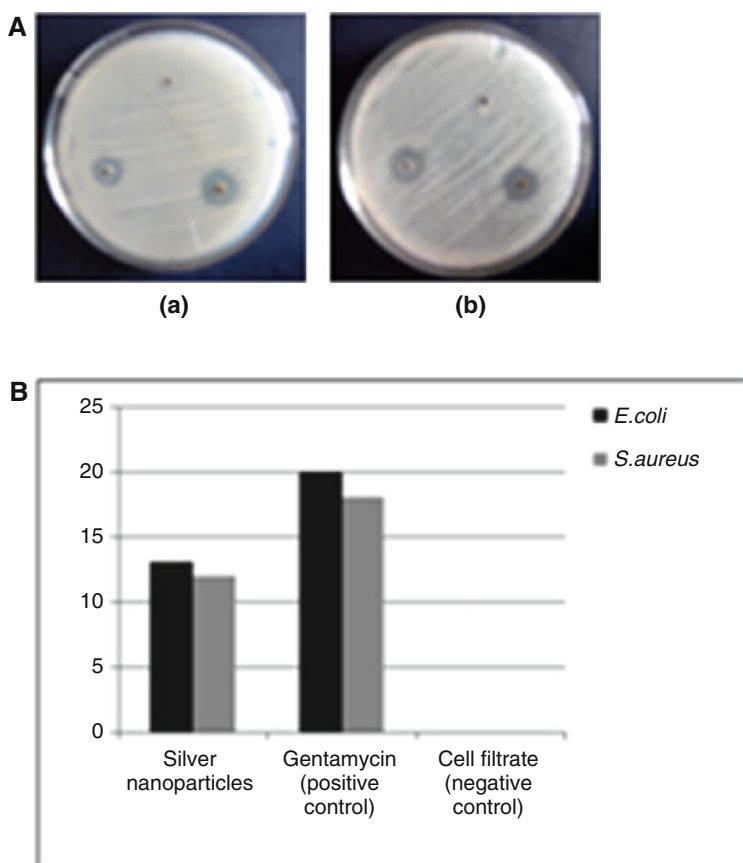 A
(a)
(b)
B
25
20
15
10
5
0
E.coli
S.aureus
Silver
nanoparticles
Gentamycin
(positive
control)
Cell filtrate
(negative
control)